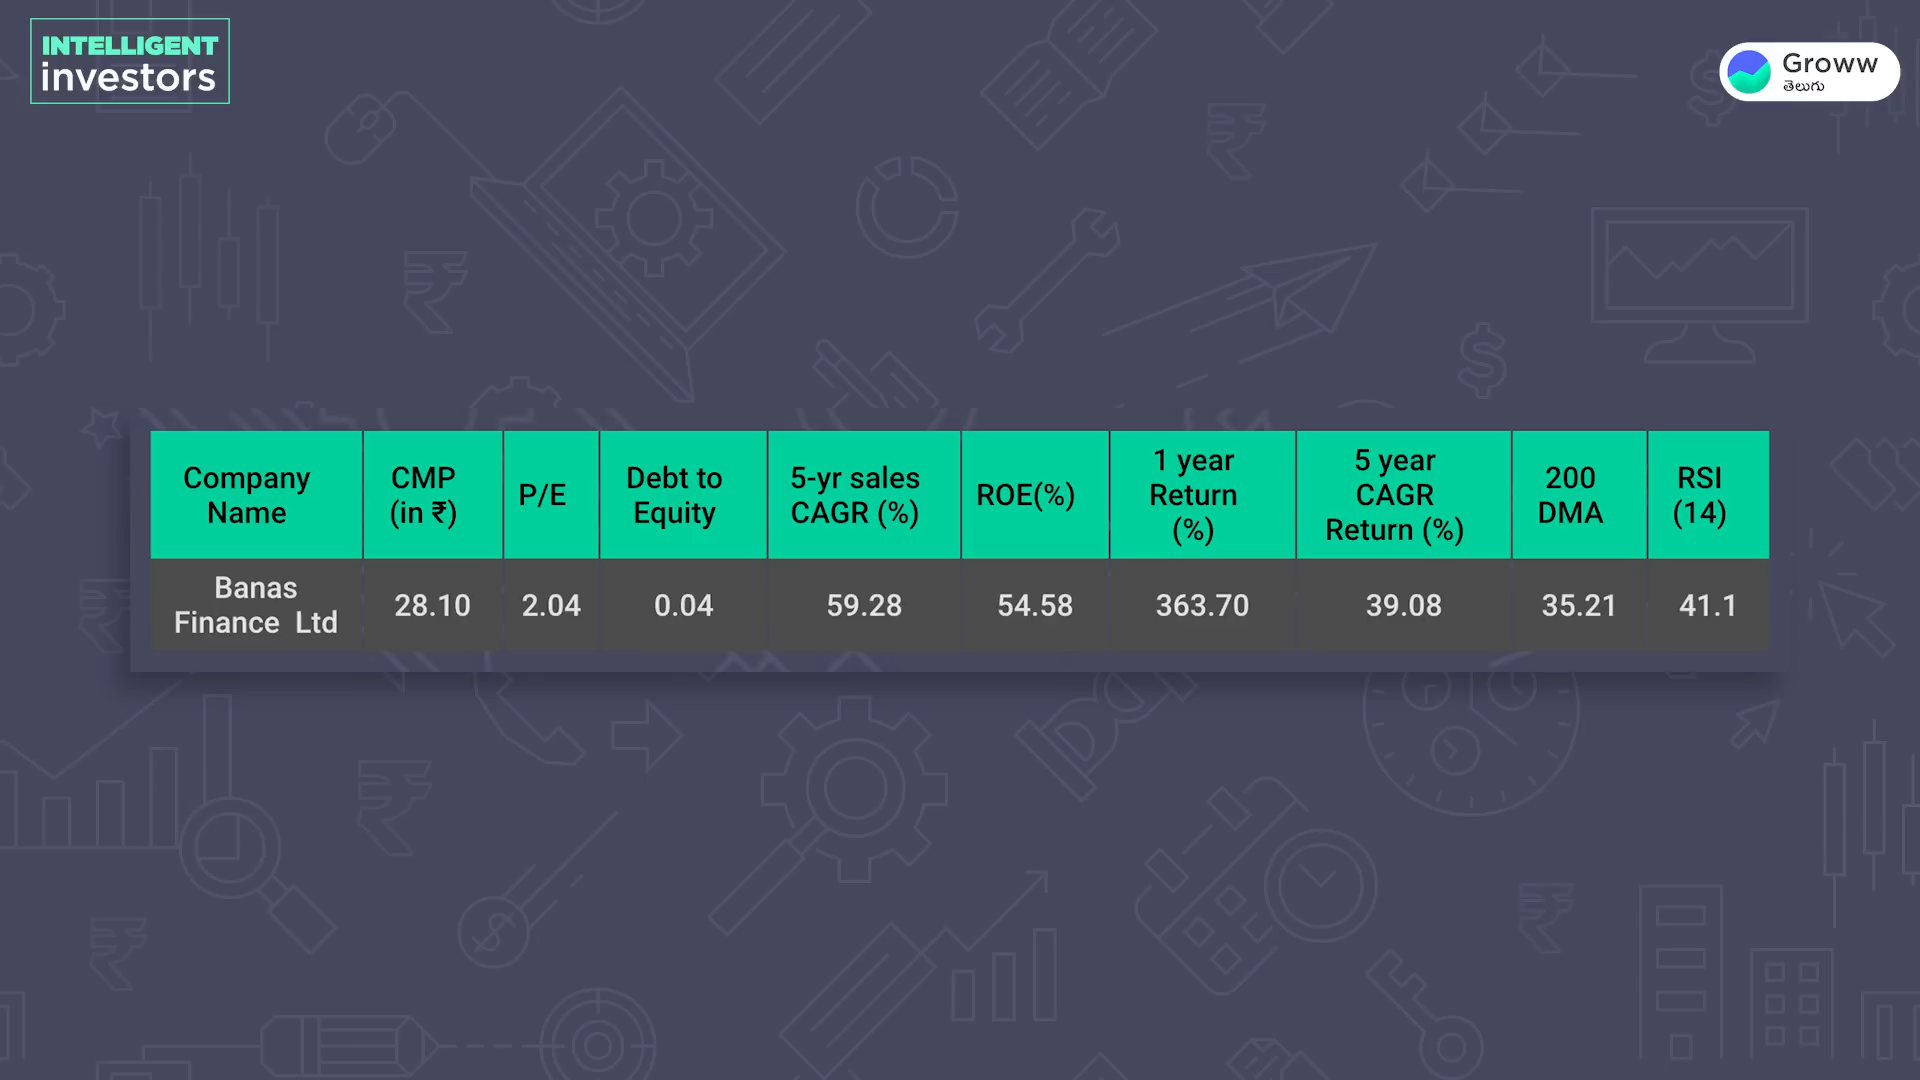 INTELLIGENT
investors
Groww
తెలుగు
Company
Name
CMP
(in ₹)
P/E
Debt to
Equity
5-yr sales
CAGR (%)
ROE(%)
1 year
Return
(%)
5 year
CAGR
Return (%)
200
DMA
RSI
(14)
Banas
Finance Ltd
28.10
2.04
0.04
59.28
54.58
363.70
39.08
35.21
41.1